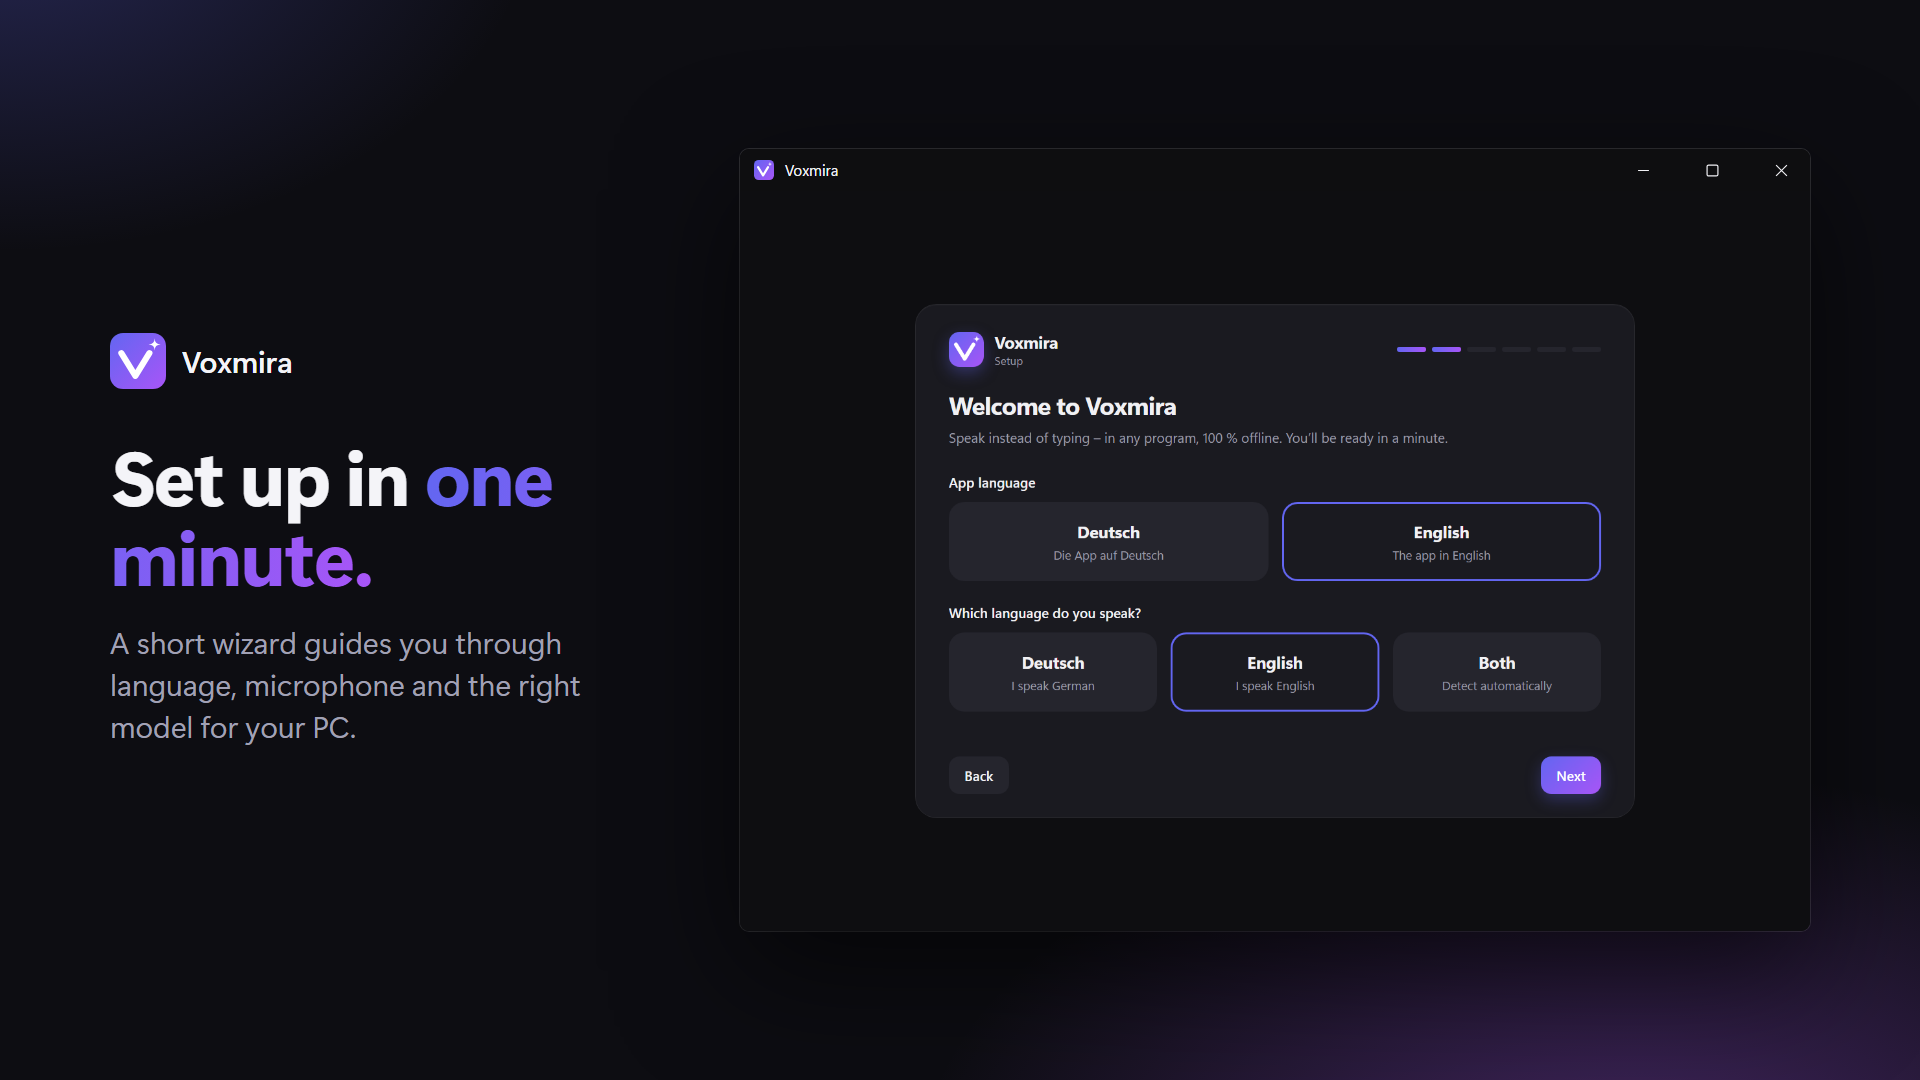 Voxmira
Set up in one
minute.
A short wizard guides you through
language, microphone and the right
model for your PC.
Voxmira
Voxmira
Setup
Welcome to Voxmira
Speak instead of typing – in any program, 100 % offline. You'll be ready in a minute.
App language
Deutsch
Die App auf Deutsch
English
The app in English
Which language do you speak?
Deutsch
I speak German
English
I speak English
Both
Detect automatically
Back
Next